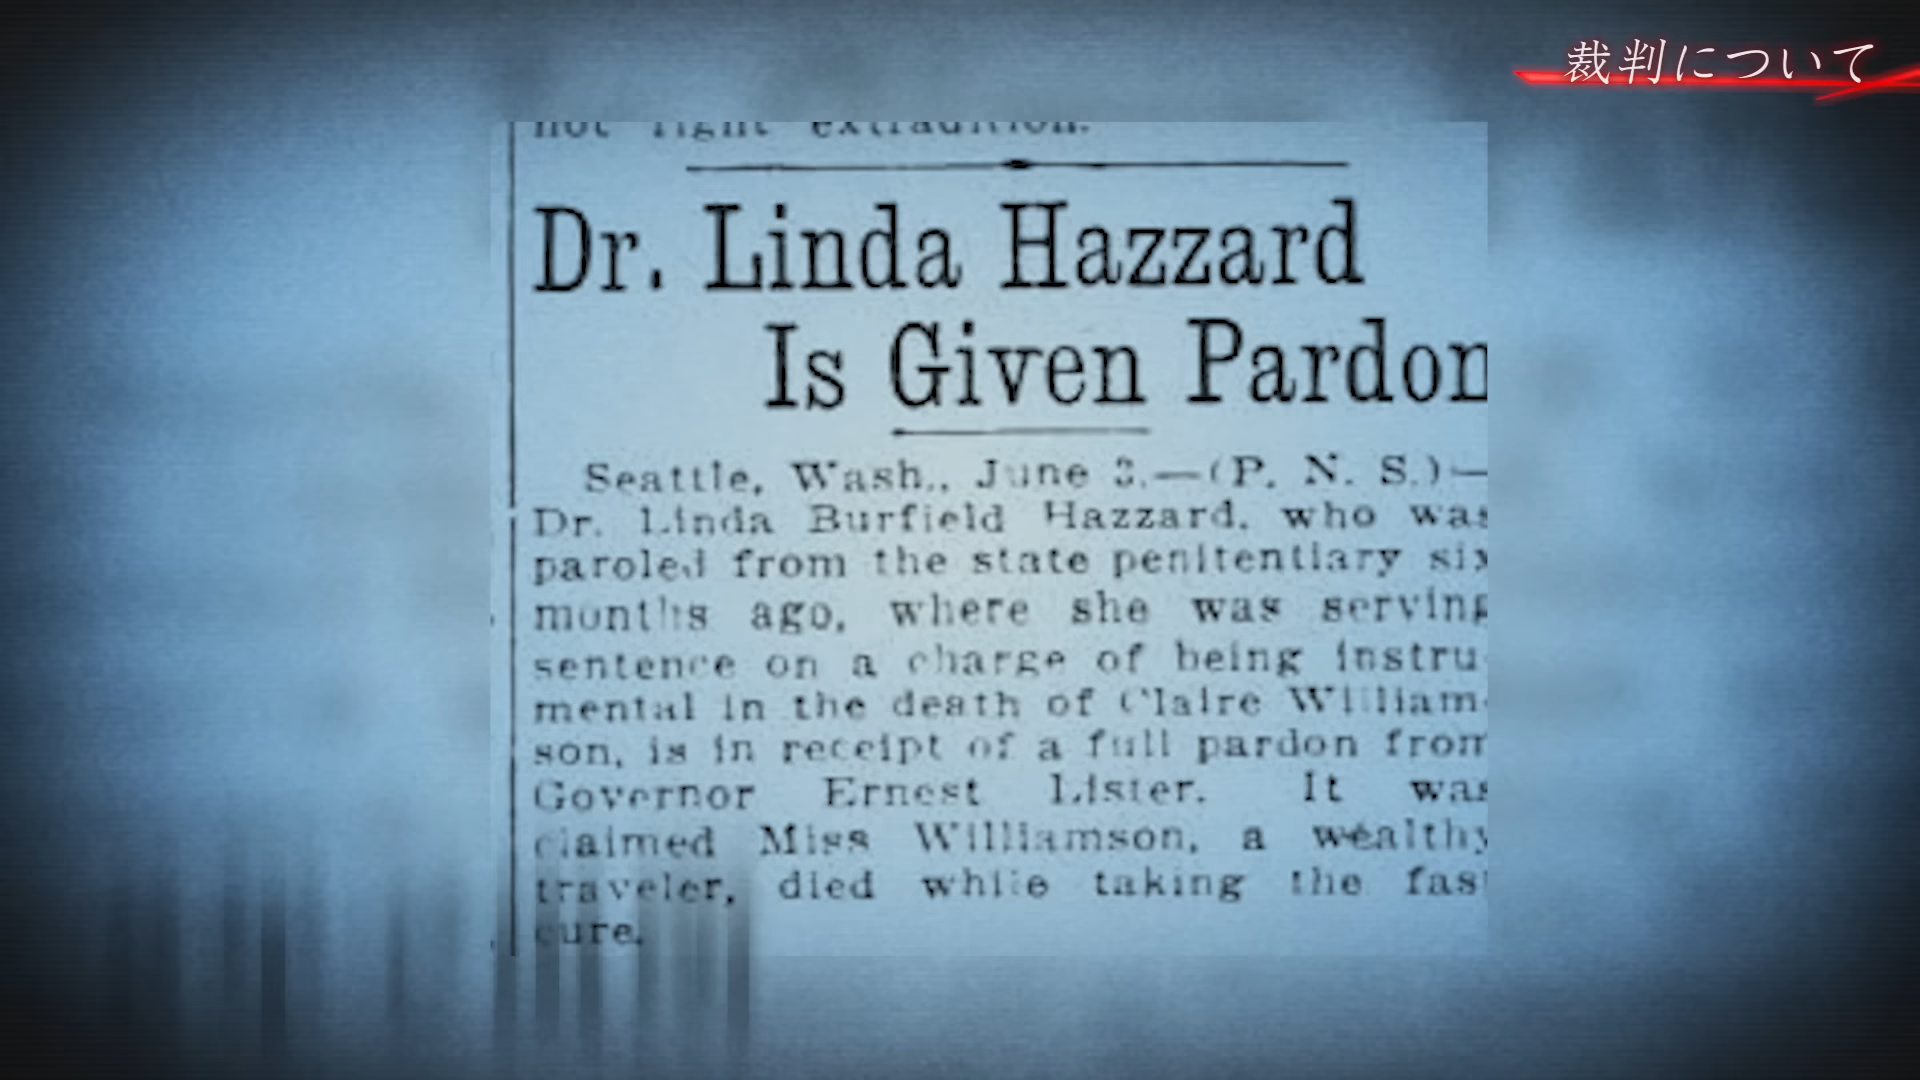 裁判について
not fight extradition.
Dr. Linda Hazzard
Is Given Pardon
Seattle, Wash., June 3.—(P. N. S.)—
Dr. Linda Burfield Hazzard, who was
paroled from the state penitentiary six
months ago, where she was serving
sentence on a charge of being instru-
mental in the death of Claire William-
son, is in receipt of a full pardon from
Governor Ernest Lister. It was
claimed Miss Williamson, a wealthy
traveler, died while taking the fast
cure.